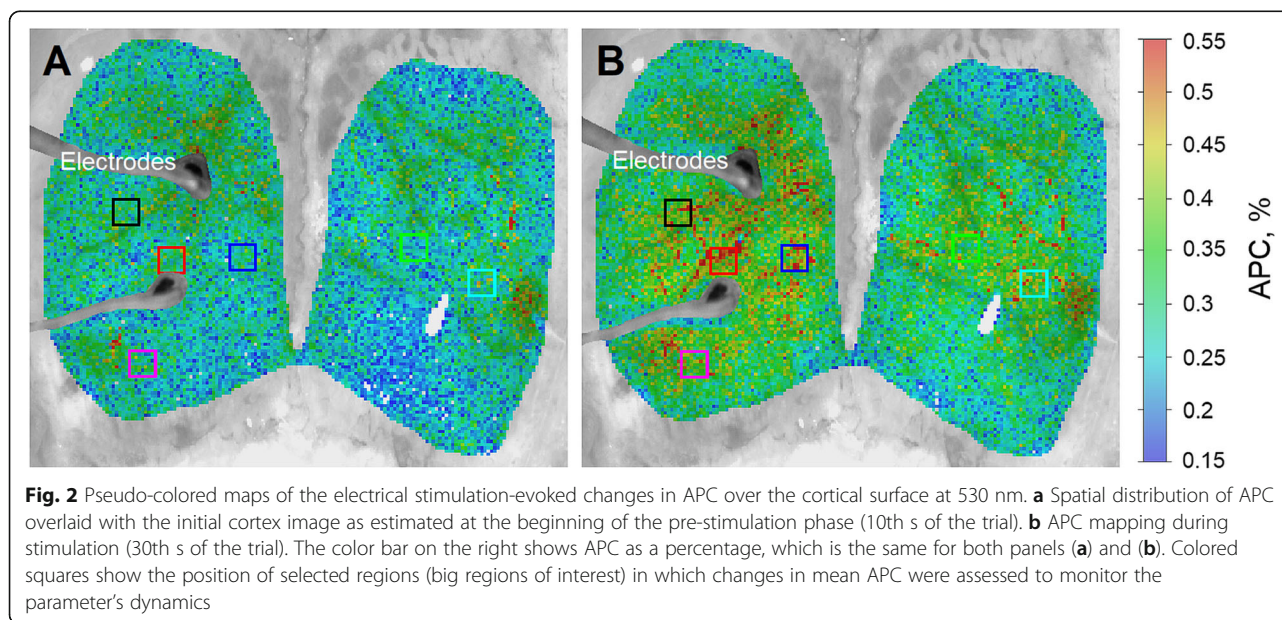 A
B
Electrodes
Electrodes
0.55
0.5
0.45
0.4
0.35
0.3
0.25
0.2
0.15
APC, %
Fig. 2 Pseudo-colored maps of the electrical stimulation-evoked changes in APC over the cortical surface at 530 nm. a Spatial distribution of APC
overlaid with the initial cortex image as estimated at the beginning of the pre-stimulation phase (10th s of the trial). b APC mapping during
stimulation (30th s of the trial). The color bar on the right shows APC as a percentage, which is the same for both panels (a) and (b). Colored
squares show the position of selected regions (big regions of interest) in which changes in mean APC were assessed to monitor the
parameter's dynamics